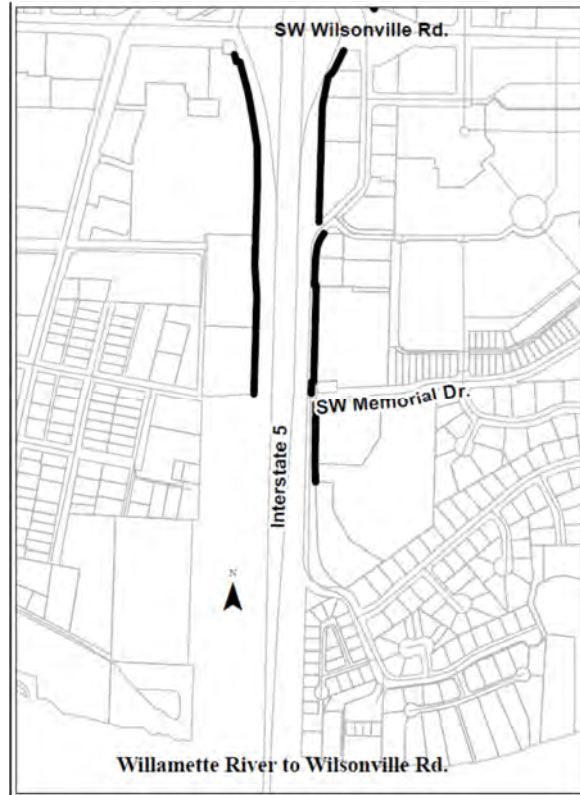 SW Wilsonville Rd.
SW Memorial Dr.
Interstate 5
N
Willamette River to Wilsonville Rd.